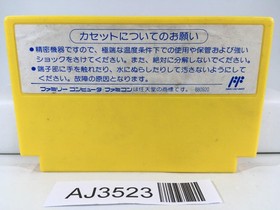 カセットについてのお願い
●精密機器ですので、極端な温度条件下での使用や保管および強い
ショックをさけてください。また、絶対に分解しないでください。
●端子部に手を触れたり、水にぬらしたりして汚さないようにして
ください。故障の原因となります。
ファミリーコンピュータ・ファミコンは任天堂の商標です。
FF
AJ3523